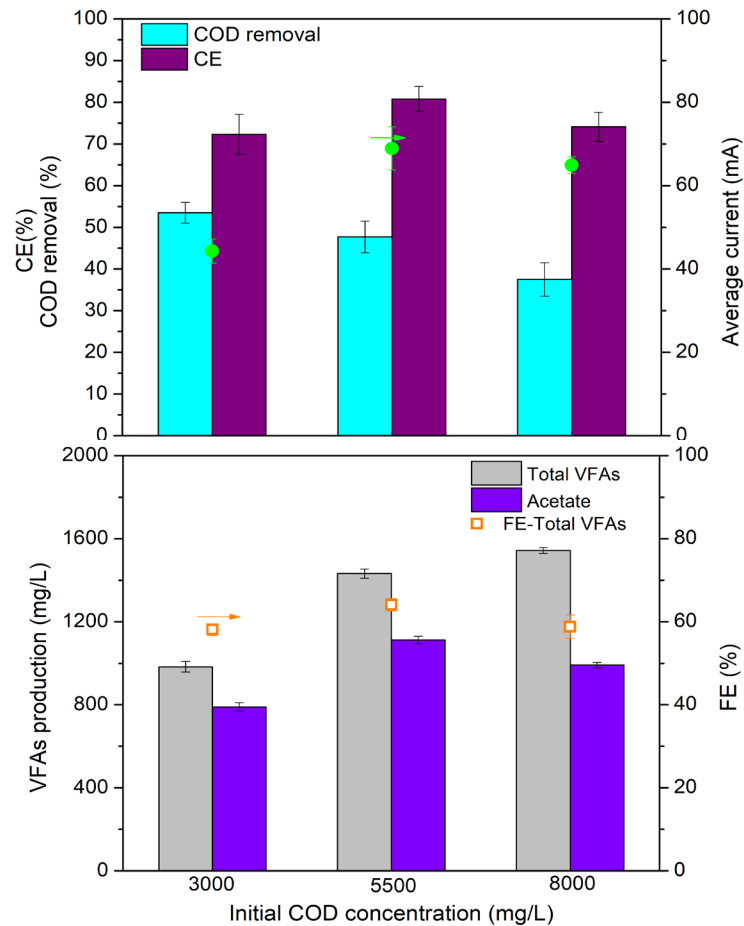 COD removal
CE
100
90
80
70
60
50
40
30
20
10
0
CE(%)
COD removal (%)
100
80
60
40
20
0
Average current (mA)
Total VFAs
Acetate
FE-Total VFAs
2000
1600
1200
800
400
0
VFAs production (mg/L)
100
80
60
40
20
0
FE (%)
3000 5500 8000
Initial COD concentration (mg/L)